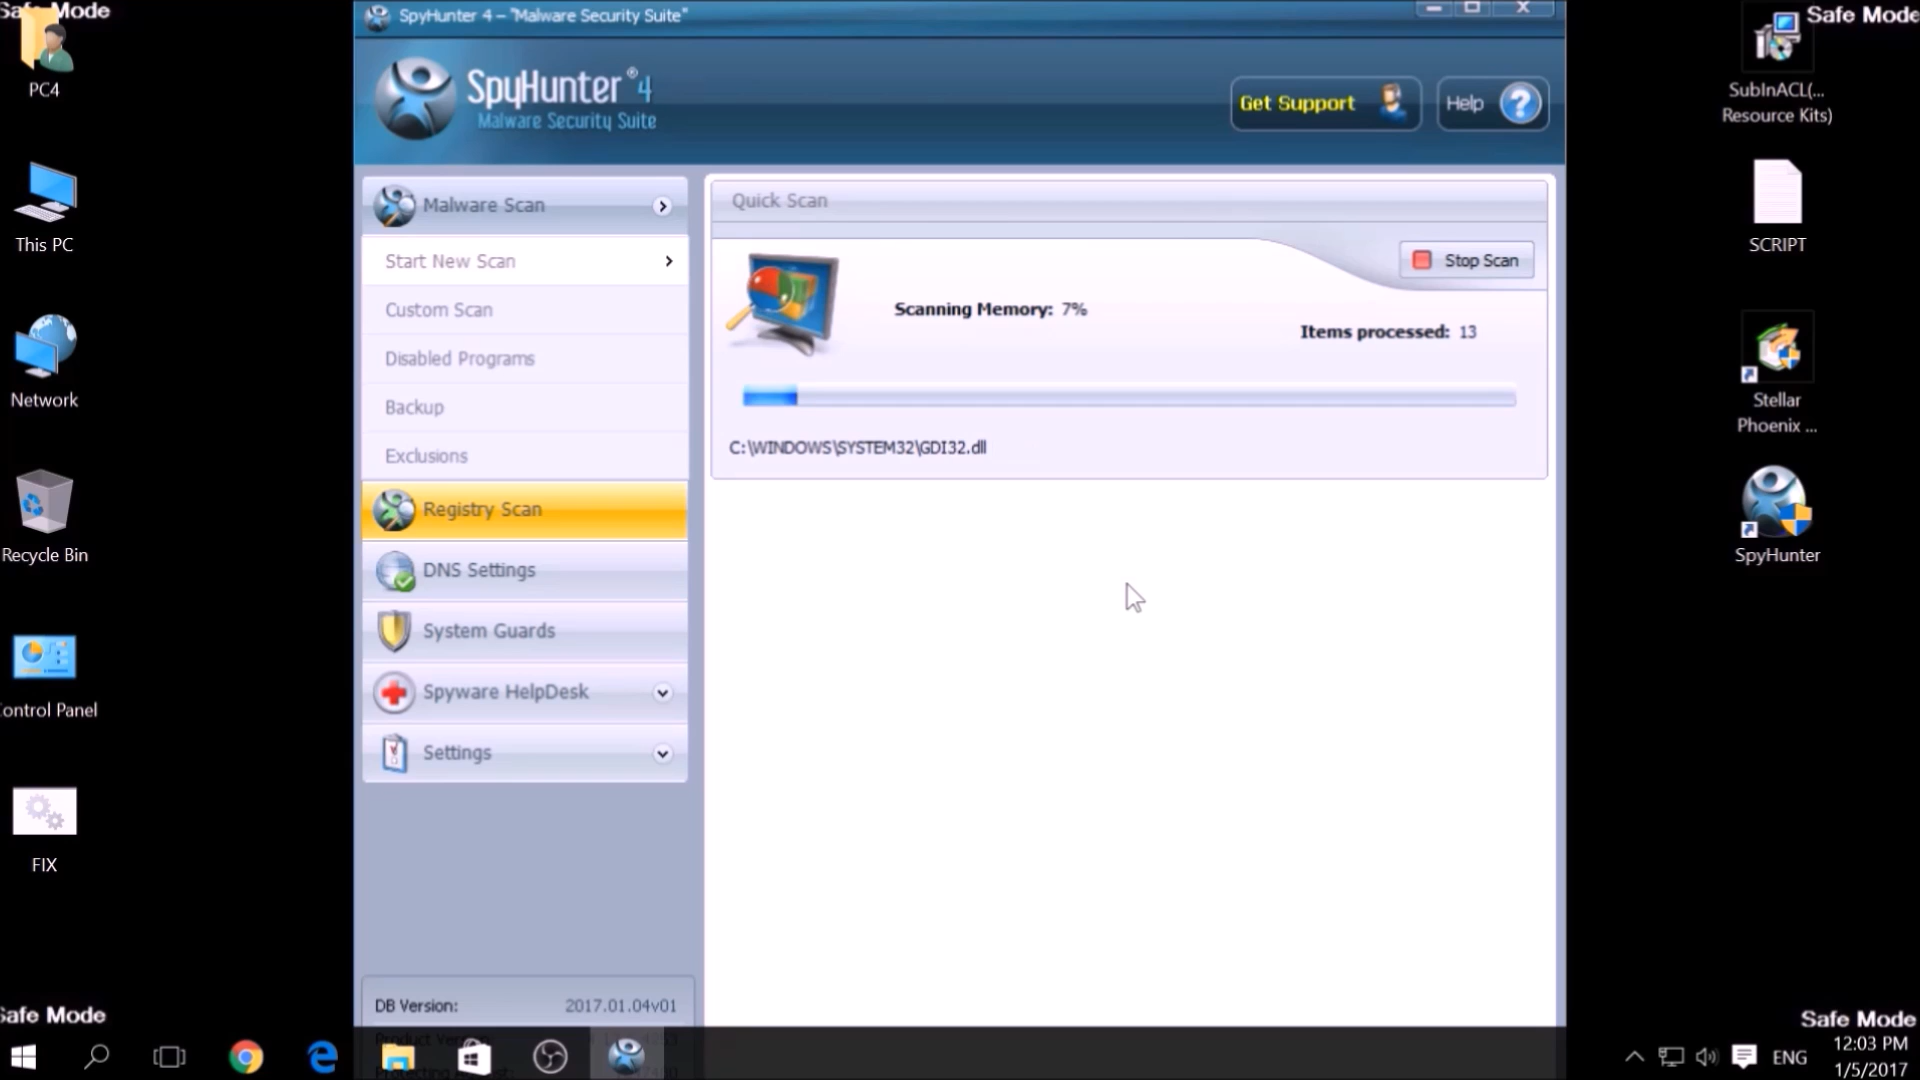 Safe Mode
Safe Mode
SpyHunter 4 – "Malware Security Suite"
SpyHunter® 4
Malware Security Suite
Get Support
Help
PC4
This PC
Network
Recycle Bin
ontrol Panel
FIX
Malware Scan
Start New Scan
Custom Scan
Disabled Programs
Backup
Exclusions
Registry Scan
DNS Settings
System Guards
Spyware HelpDesk
Settings
DB Version: 2017.01.04v01
Quick Scan
Stop Scan
Scanning Memory: 7%
Items processed: 13
C:\WINDOWS\SYSTEM32\GDI32.dll
SubInACL(...
Resource Kits)
SCRIPT
Stellar
Phoenix ...
SpyHunter
Safe Mode
Safe Mode
ENG
12:03 PM
1/5/2017